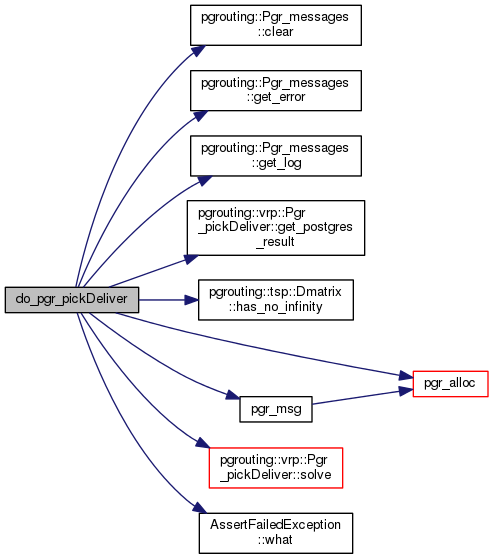 pgrouting::Pgr_messages
::clear
pgrouting::Pgr_messages
::get_error
pgrouting::Pgr_messages
::get_log
pgrouting::vrp::Pgr
_pickDeliver::get_postgres
_result
do_pgr_pickDeliver
pgrouting::tsp::Dmatrix
::has_no_infinity
pgr_alloc
pgr_msg
pgrouting::vrp::Pgr
_pickDeliver::solve
AssertFailedException
::what